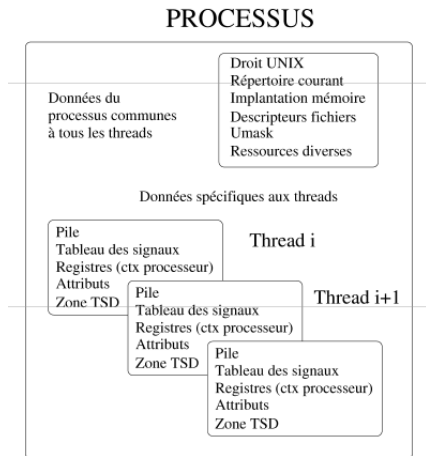 PROCESSUS
Droit UNIX
Répertoire courant
Données du
Implantation mémoire
processus communes
Descripteurs fichiers
à tous les threads
Umask
Ressources diverses
Données spécifiques aux threads
Pile
Tableau des signaux
Registres (ctx processeur)
Attributs
Zone TSD
Thread i
Pile
Tableau des signaux
Registres (ctx processeur)
Attributs
Zone TSD
Thread i+1
Pile
Tableau des signaux
Registres (ctx processeur)
Attributs
Zone TSD